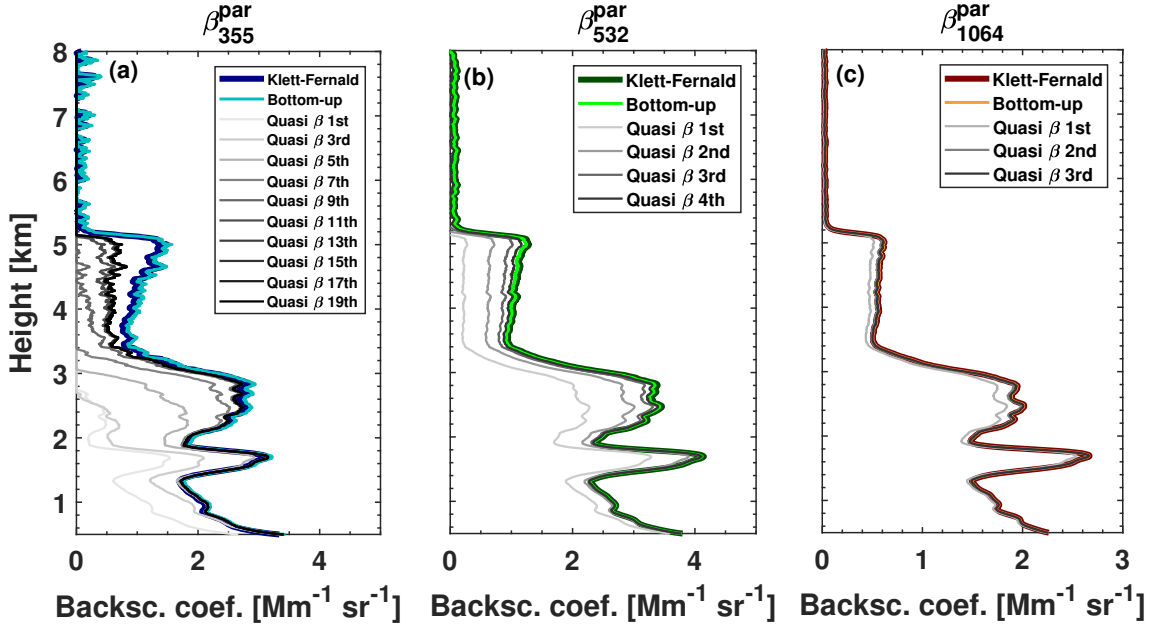 β355par
β532par
β1064par
(a)
Klett-Fernald
Bottom-up
Quasi β 1st
Quasi β 3rd
Quasi β 5th
Quasi β 7th
Quasi β 9th
Quasi β 11th
Quasi β 13th
Quasi β 15th
Quasi β 17th
Quasi β 19th
(b)
Klett-Fernald
Bottom-up
Quasi β 1st
Quasi β 2nd
Quasi β 3rd
Quasi β 4th
(c)
Klett-Fernald
Bottom-up
Quasi β 1st
Quasi β 2nd
Quasi β 3rd
Height [km]
8
7
6
5
4
3
2
1
0 2 4
0 2 4
0 1 2 3
Backsc. coef. [Mm-1 sr-1]
Backsc. coef. [Mm-1 sr-1]
Backsc. coef. [Mm-1 sr-1]